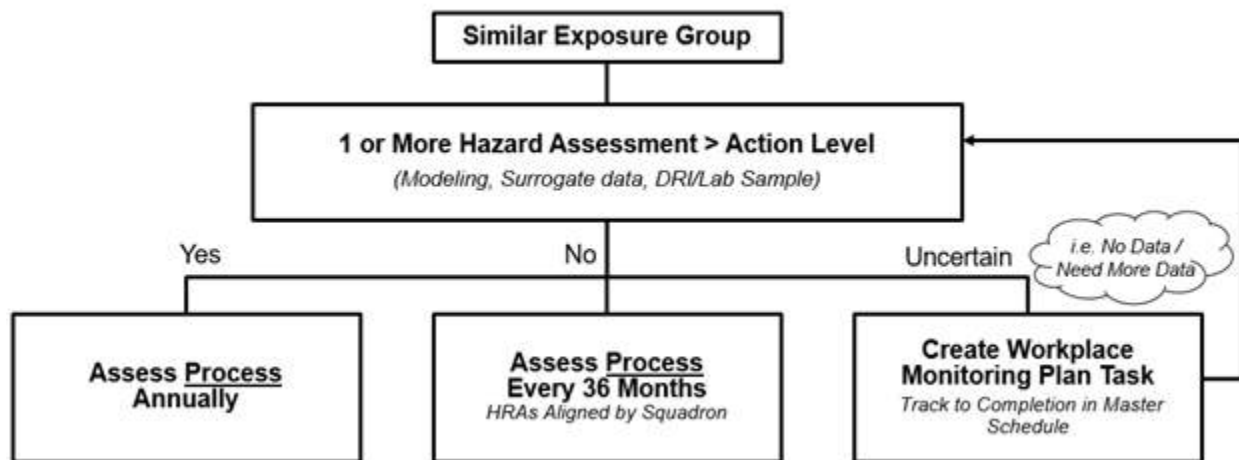 Similar Exposure Group
1 or More Hazard Assessment > Action Level
(Modeling, Surrogate data, DRI/Lab Sample)
Yes
No
Uncertain
i.e. No Data /
Need More Data
Assess Process
Annually
Assess Process
Every 36 Months
HRAs Aligned by Squadron
Create Workplace
Monitoring Plan Task
Track to Completion in Master
Schedule